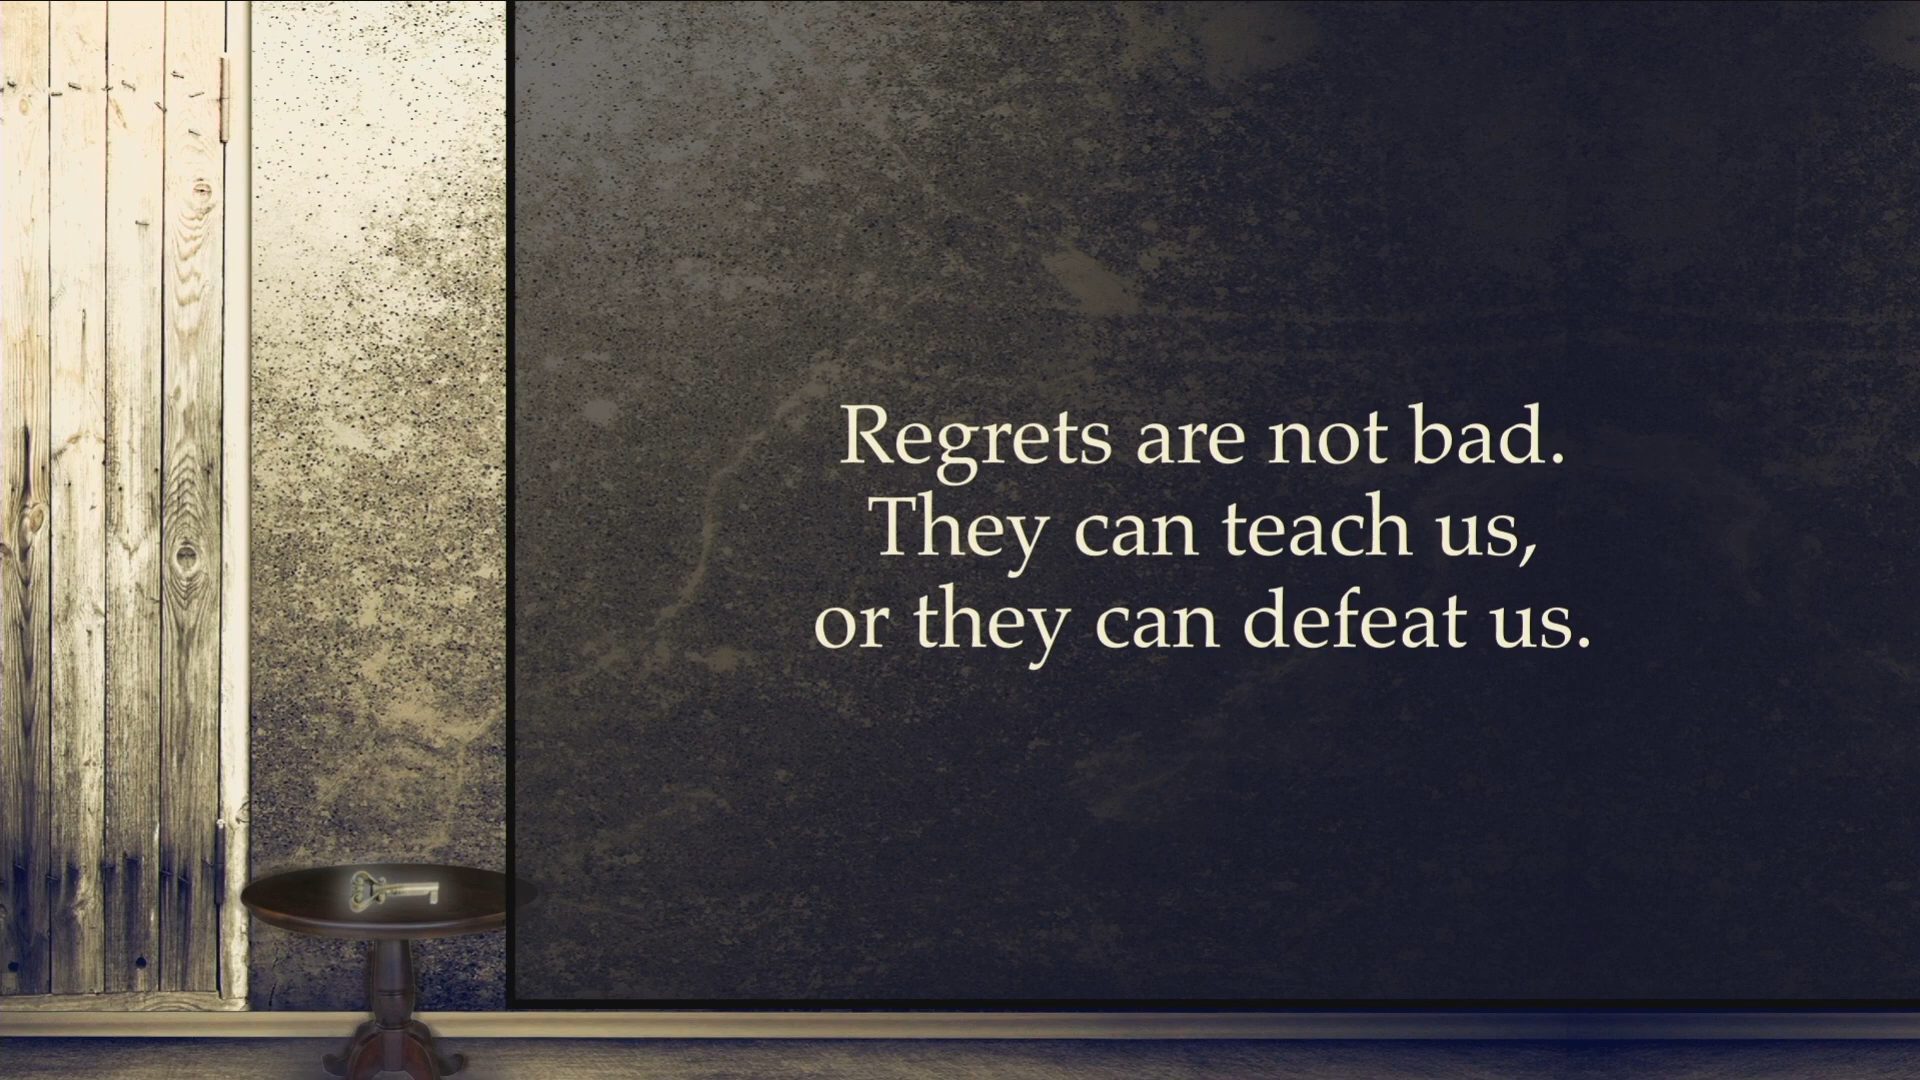 Regrets are not bad.
They can teach us,
or they can defeat us.